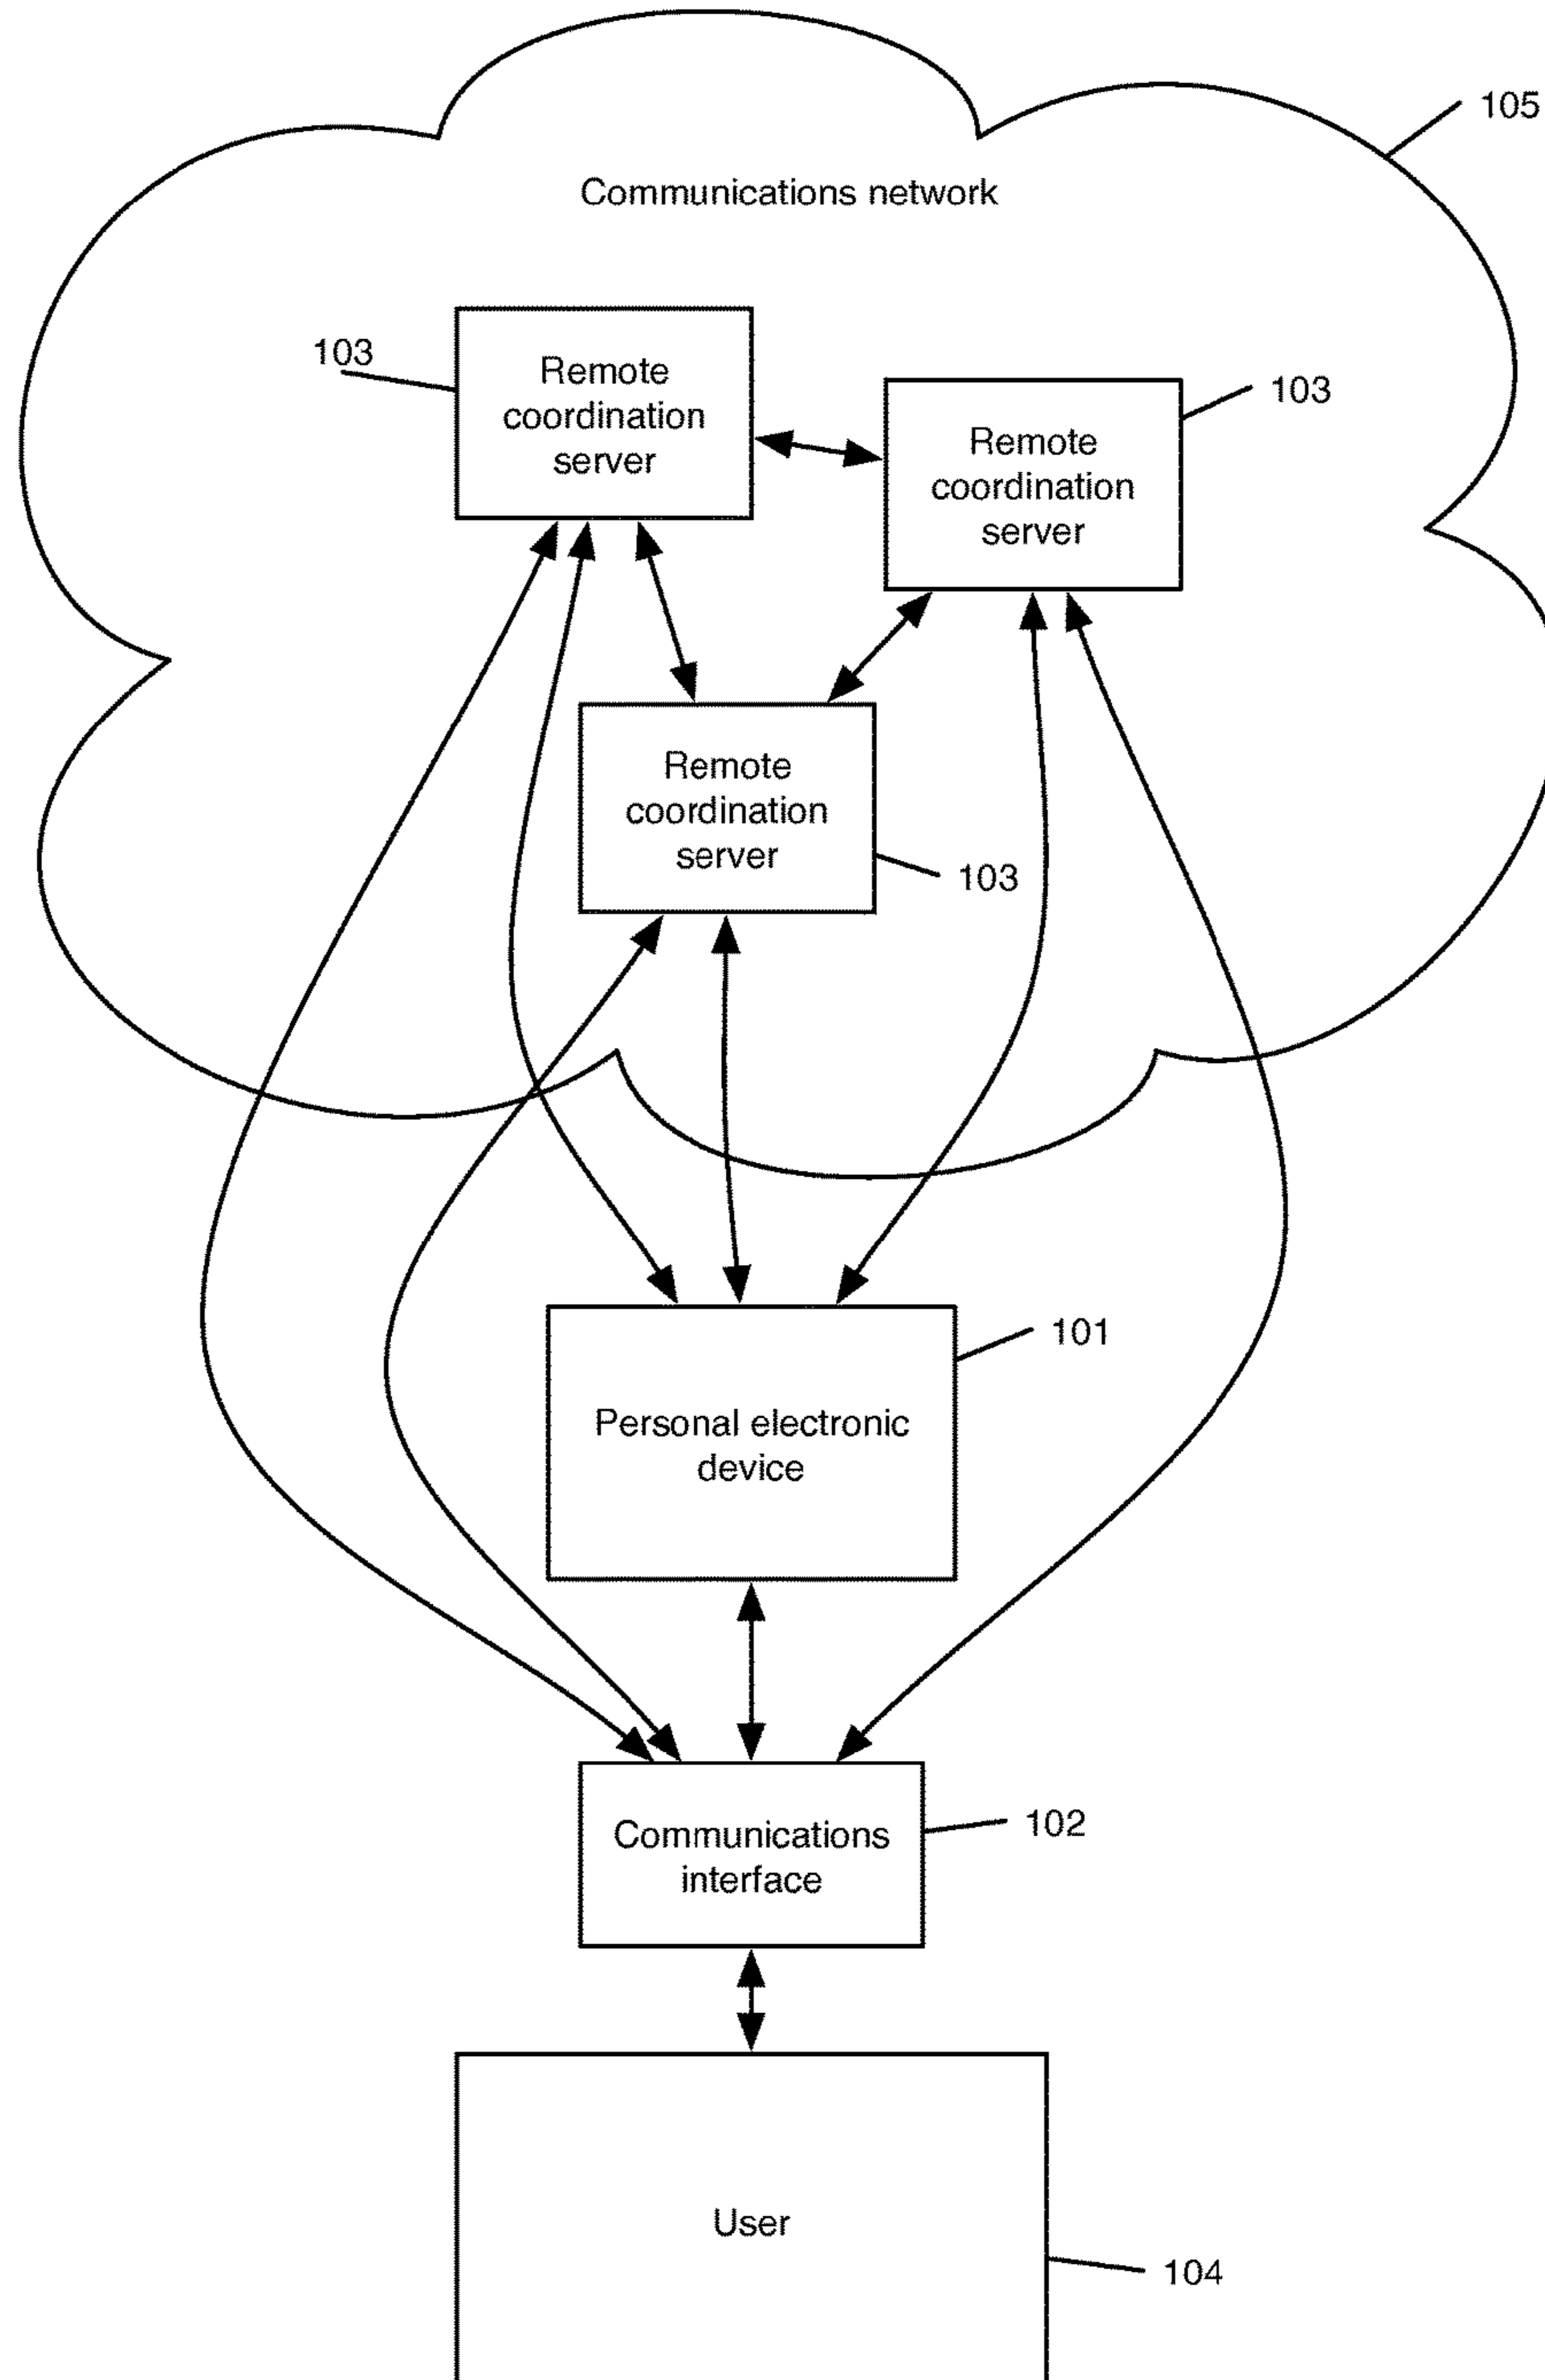 105
Communications network
103
Remote
coordination
server
103
Remote
coordination
server
Remote
coordination
server
103
101
Personal electronic
device
102
Communications
interface
User
104